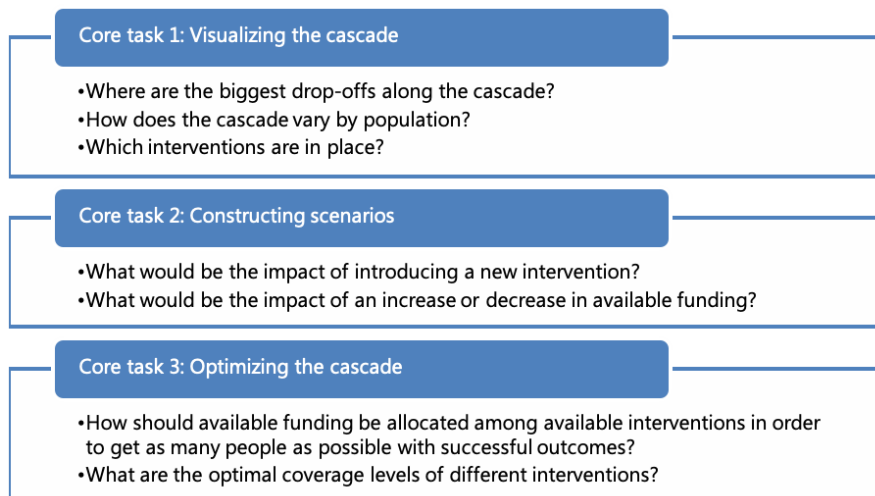 Core task 1: Visualizing the cascade
•Where are the biggest drop-offs along the cascade?
•How does the cascade vary by population?
•Which interventions are in place?
Core task 2: Constructing scenarios
•What would be the impact of introducing a new intervention?
•What would be the impact of an increase or decrease in available funding?
Core task 3: Optimizing the cascade
•How should available funding be allocated among available interventions in order
to get as many people as possible with successful outcomes?
•What are the optimal coverage levels of different interventions?